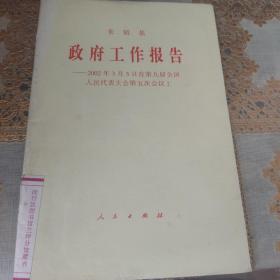 朱镕基
政府工作报告
——2002年3月5日在第九届全国
人民代表大会第五次会议上
人民出版社